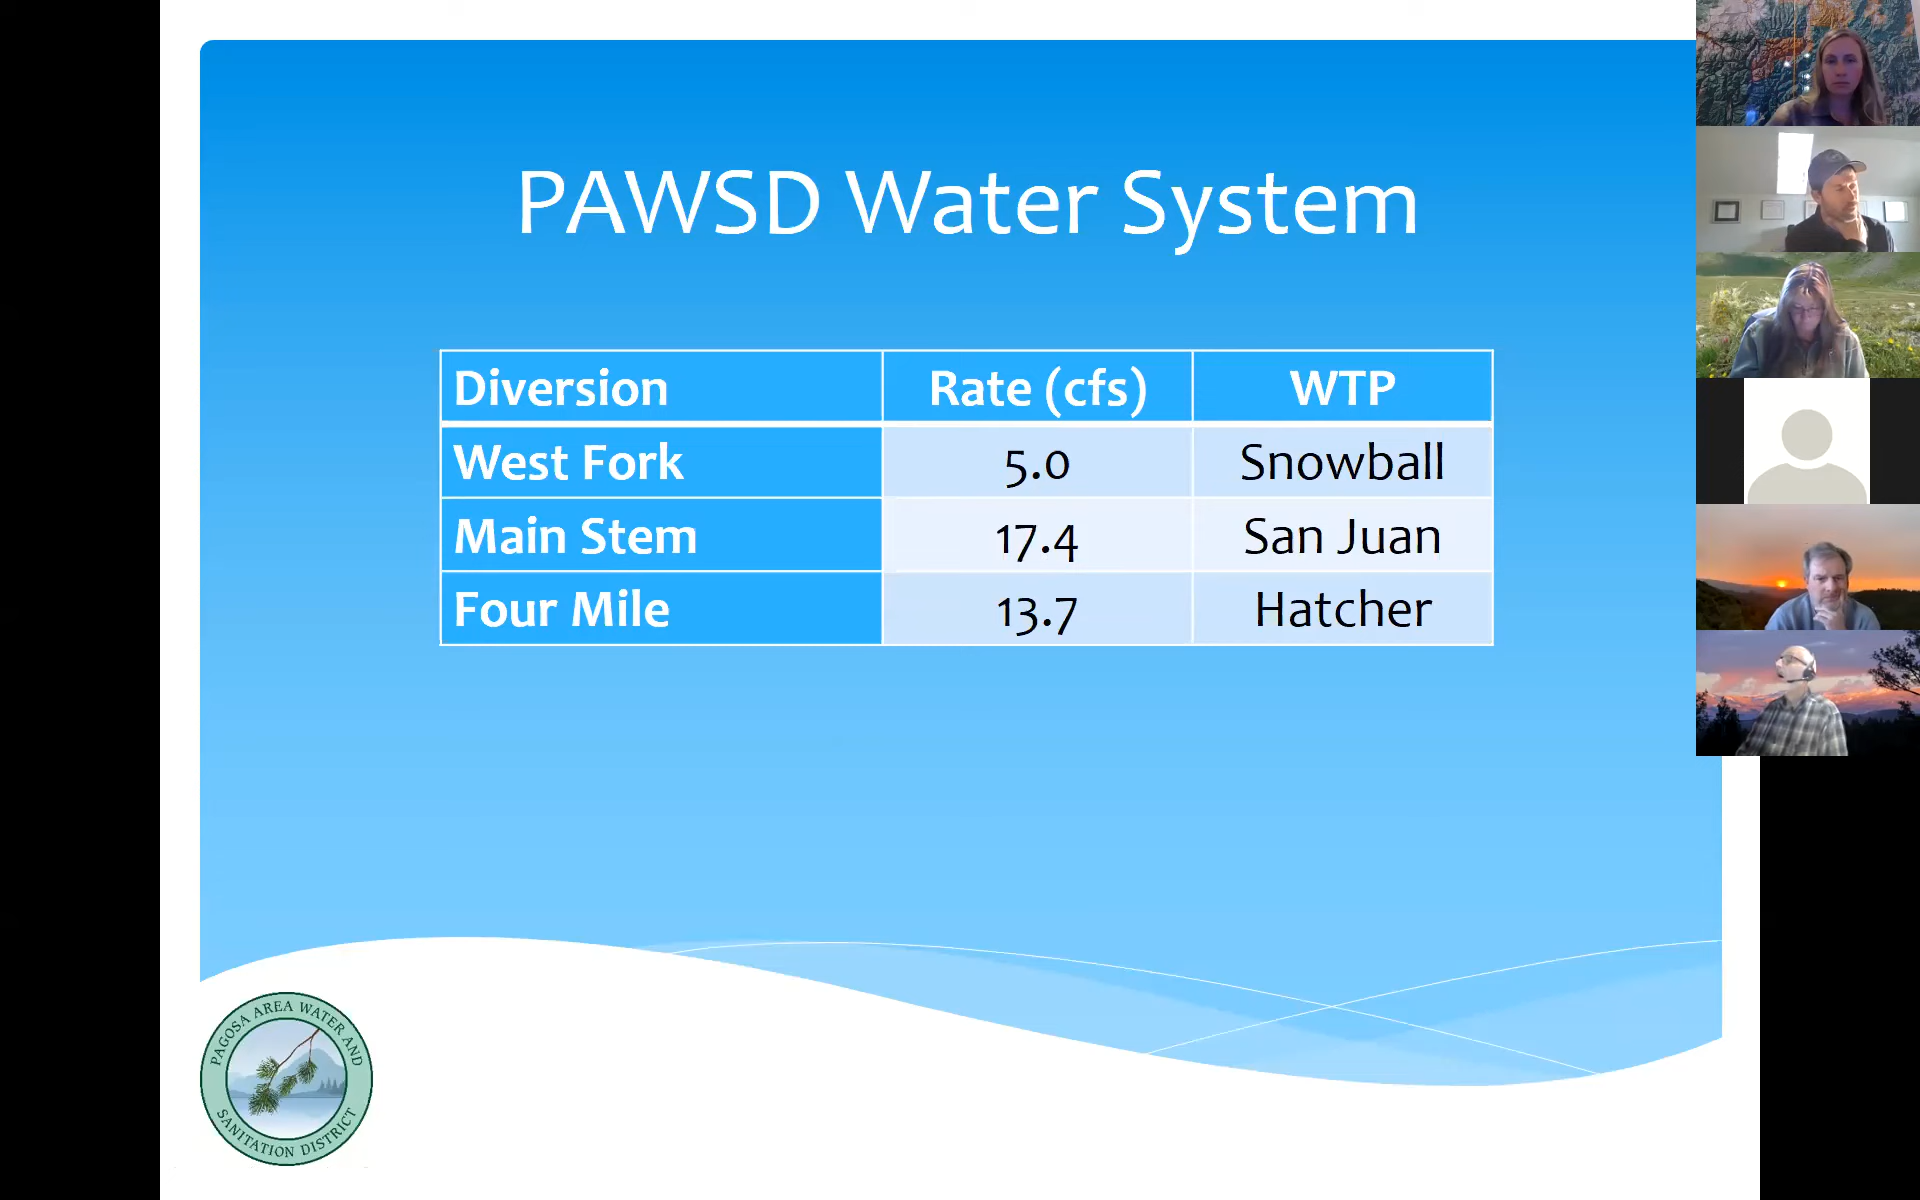 PAWSD Water System
Diversion Rate (cfs) WTP
West Fork 5.0 Snowball
Main Stem 17.4 San Juan
Four Mile 13.7 Hatcher
PAGOSA AREA WATER AND
SANITATION DISTRICT